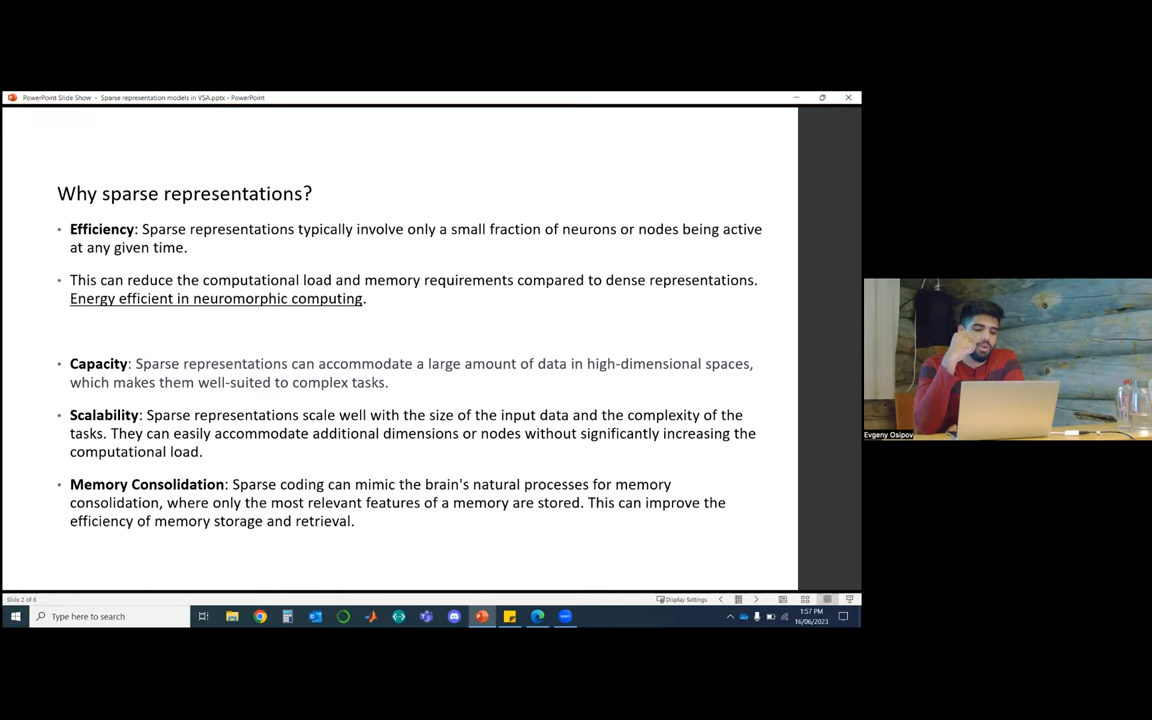 PowerPoint Slide Show - Sparse representation models in VSA.pptx - PowerPoint
Why sparse representations?
• Efficiency: Sparse representations typically involve only a small fraction of neurons or nodes being active
at any given time.
• This can reduce the computational load and memory requirements compared to dense representations.
Energy efficient in neuromorphic computing.
• Capacity: Sparse representations can accommodate a large amount of data in high-dimensional spaces,
which makes them well-suited to complex tasks.
• Scalability: Sparse representations scale well with the size of the input data and the complexity of the
tasks. They can easily accommodate additional dimensions or nodes without significantly increasing the
computational load.
• Memory Consolidation: Sparse coding can mimic the brain's natural processes for memory
consolidation, where only the most relevant features of a memory are stored. This can improve the
efficiency of memory storage and retrieval.
Evgeny Osipov
Slide 2 of 6
Display Settings
Type here to search
1:57 PM
16/06/2023